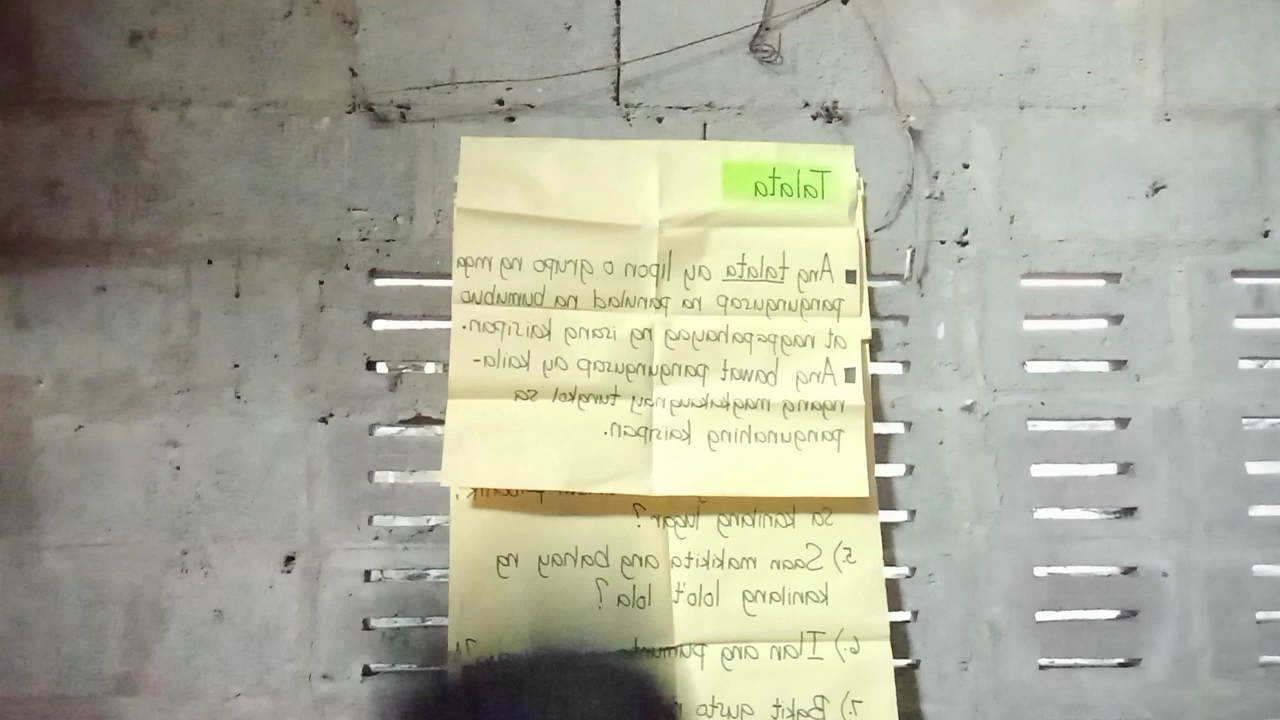 Talata
Ang talata ay lipon o grupo ng mga
pangungusap na panulad na bumubuo
at nagpapahayag ng isang kaisipan.
Ang bawat pangungusap ay kaila-
ngang magkakaugnay tungkol sa
pangunahing kaisipan.
sa kanilang lugar?
5.) Saan makikita ang bahay ng
kanilang lolo't lola?
6.) Ilan ang
7.) Bakit gusto